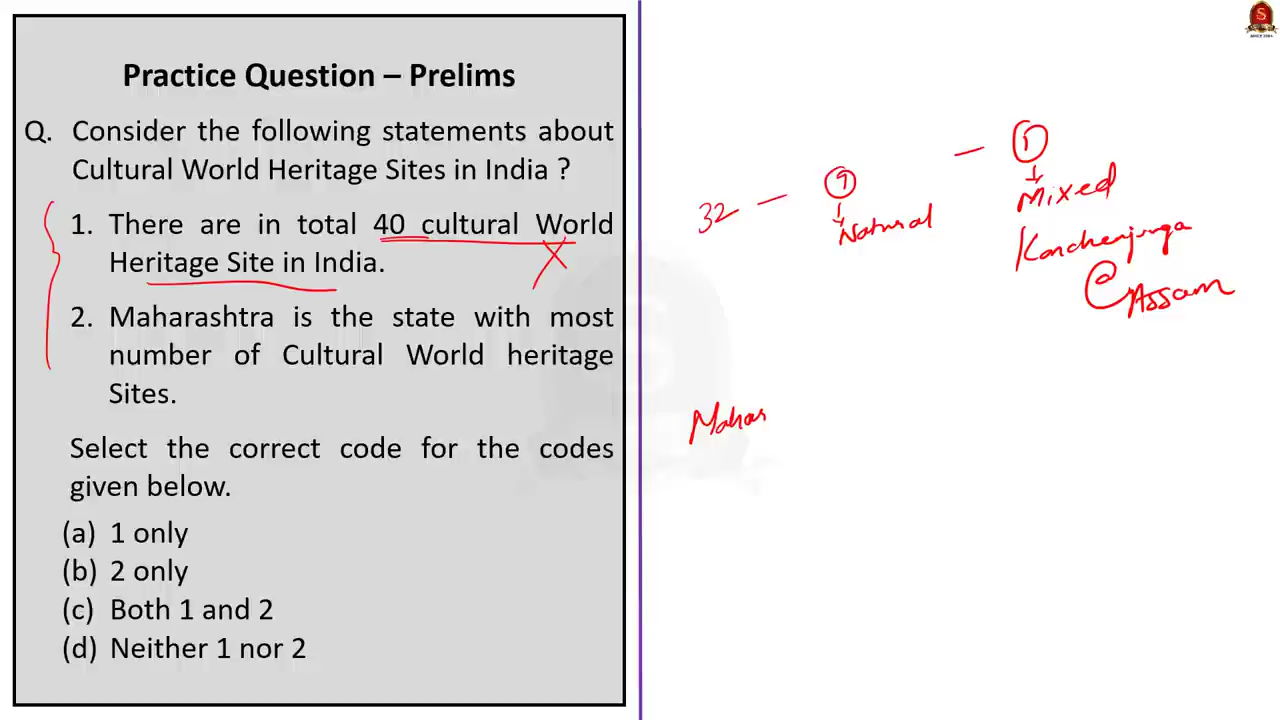 Practice Question – Prelims
Q. Consider the following statements about
Cultural World Heritage Sites in India ?
1. There are in total 40 cultural World
Heritage Site in India.
2. Maharashtra is the state with most
number of Cultural World heritage
Sites.
Select the correct code for the codes
given below.
(a) 1 only
(b) 2 only
(c) Both 1 and 2
(d) Neither 1 nor 2
32 — 9 — 1
Natural
Mixed
Kanchenjunga
@ Assam
Mahar